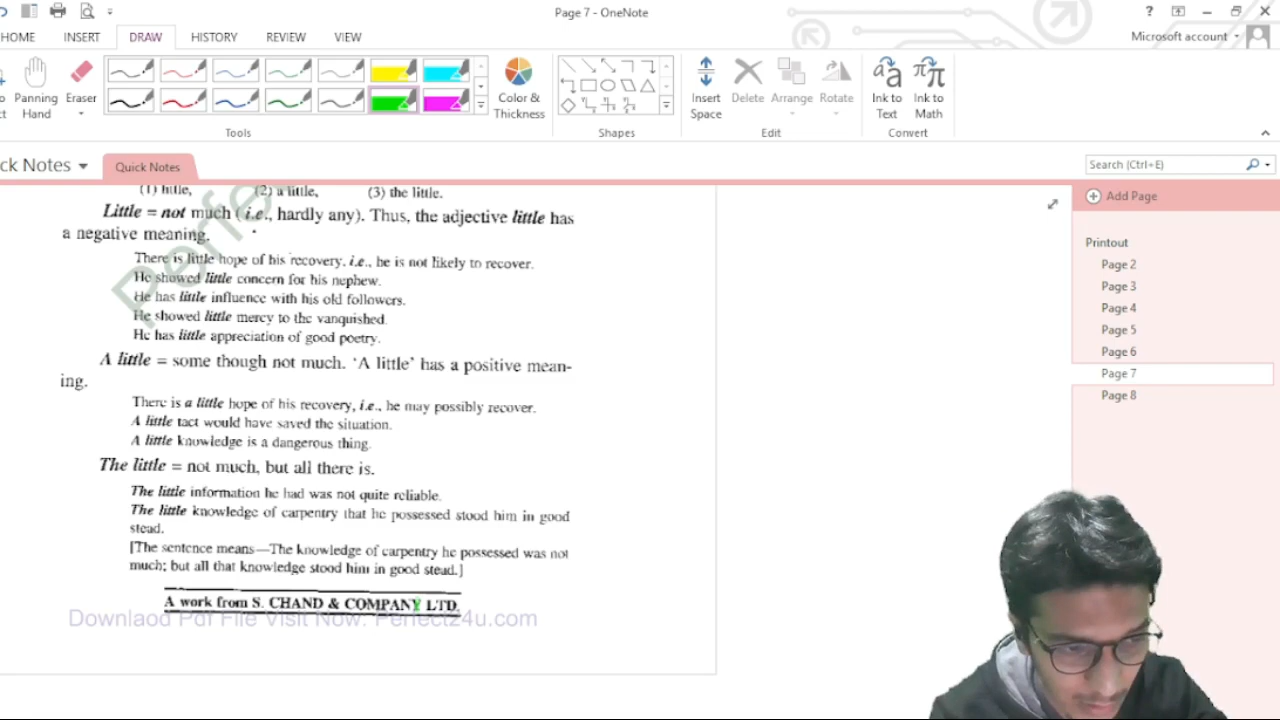 Page 7 - OneNote
HOME INSERT DRAW HISTORY REVIEW VIEW Microsoft account
Panning Hand
Eraser
Color & Thickness
Insert Space
Delete
Arrange
Rotate
Ink to Text
Ink to Math
Tools Shapes Edit Convert
ck Notes Quick Notes Search (Ctrl+E)
Add Page
Printout
Page 2
Page 3
Page 4
Page 5
Page 6
Page 7
Page 8
(1) little, (2) a little, (3) the little.
Little = not much (i.e., hardly any). Thus, the adjective little has
a negative meaning.
There is little hope of his recovery, i.e., he is not likely to recover.
He showed little concern for his nephew.
He has little influence with his old followers.
He showed little mercy to the vanquished.
He has little appreciation of good poetry.
A little = some though not much. 'A little' has a positive mean-
ing.
There is a little hope of his recovery, i.e., he may possibly recover.
A little tact would have saved the situation.
A little knowledge is a dangerous thing.
The little = not much, but all there is.
The little information he had was not quite reliable.
The little knowledge of carpentry that he possessed stood him in good
stead.
[The sentence means—The knowledge of carpentry he possessed was not
much; but all that knowledge stood him in good stead.]
A work from S. CHAND & COMPANY LTD.
Downlaod Pdf File Visit Now: Perfect24u.com
Perfe